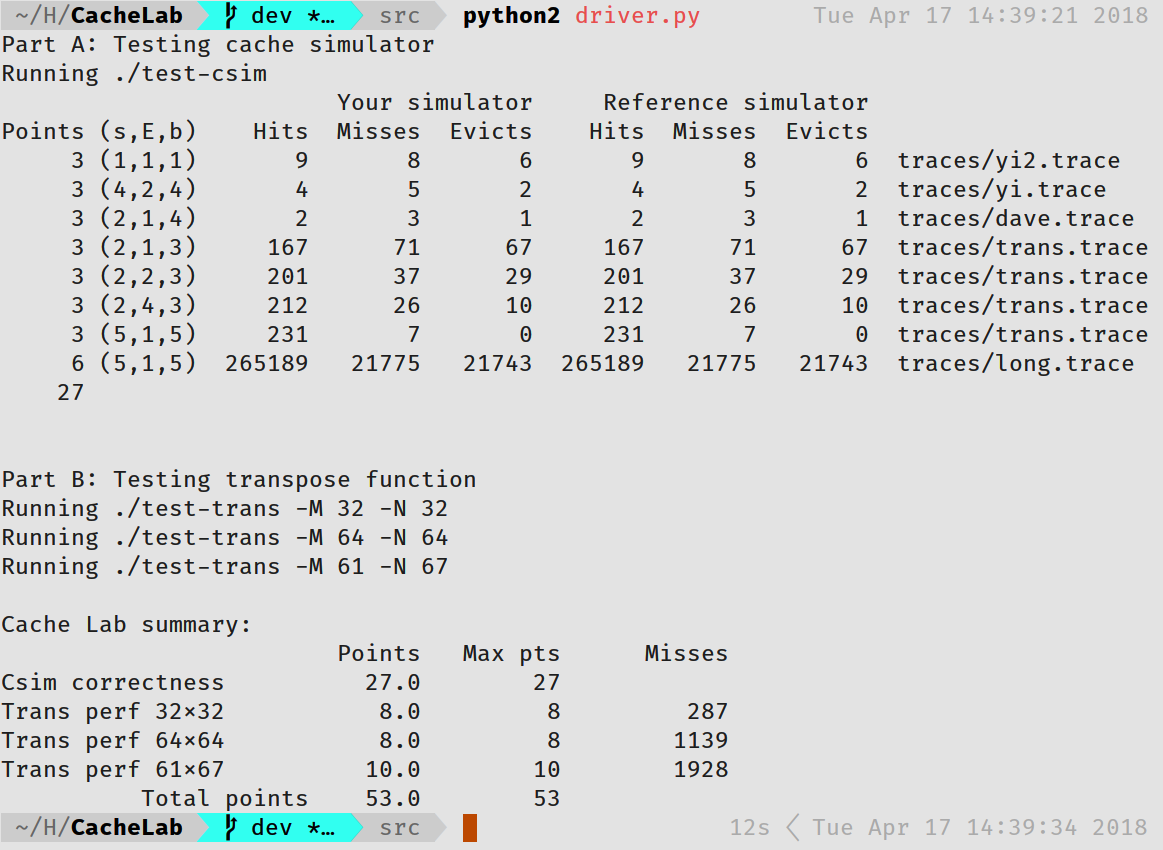 ~/H/CacheLab dev *… src python2 driver.py Tue Apr 17 14:39:21 2018
Part A: Testing cache simulator
Running ./test-csim
                        Your simulator     Reference simulator
Points (s,E,b)    Hits  Misses  Evicts    Hits  Misses  Evicts
     3 (1,1,1)       9       8       6       9       8       6  traces/yi2.trace
     3 (4,2,4)       4       5       2       4       5       2  traces/yi.trace
     3 (2,1,4)       2       3       1       2       3       1  traces/dave.trace
     3 (2,1,3)     167      71      67     167      71      67  traces/trans.trace
     3 (2,2,3)     201      37      29     201      37      29  traces/trans.trace
     3 (2,4,3)     212      26      10     212      26      10  traces/trans.trace
     3 (5,1,5)     231       7       0     231       7       0  traces/trans.trace
     6 (5,1,5)  265189   21775   21743  265189   21775   21743  traces/long.trace
    27
Part B: Testing transpose function
Running ./test-trans -M 32 -N 32
Running ./test-trans -M 64 -N 64
Running ./test-trans -M 61 -N 67
Cache Lab summary:
                        Points   Max pts      Misses
Csim correctness          27.0        27
Trans perf 32×32           8.0         8         287
Trans perf 64×64           8.0         8        1139
Trans perf 61×67          10.0        10        1928
          Total points    53.0        53
~/H/CacheLab dev *… src 12s Tue Apr 17 14:39:34 2018